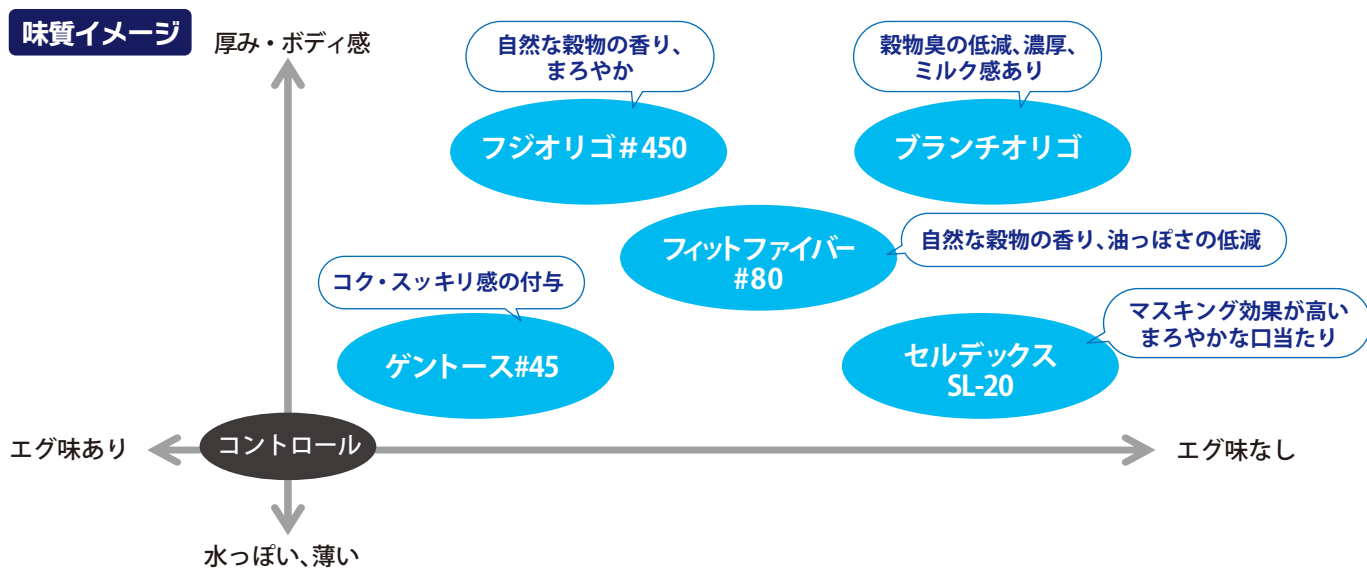 味質イメージ
厚み・ボディ感
自然な穀物の香り、
まろやか
穀物臭の低減、濃厚、
ミルク感あり
フジオリゴ#450
ブランチオリゴ
フィットファイバー
#80
自然な穀物の香り、油っぽさの低減
コク・スッキリ感の付与
マスキング効果が高い
まろやかな口当たり
ゲントース#45
セルデックス
SL-20
エグ味あり
コントロール
エグ味なし
水っぽい、薄い